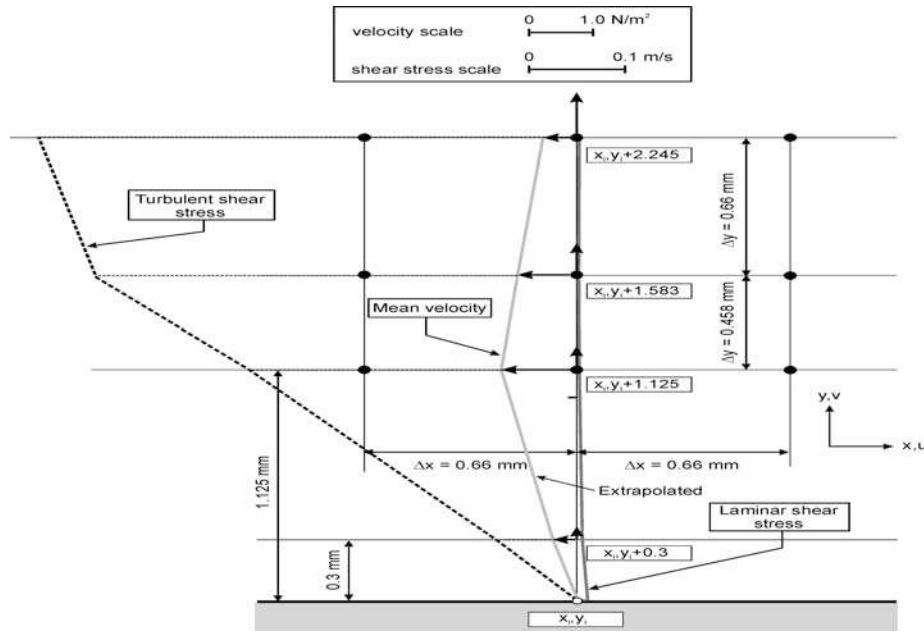 0 1.0 N/m²
velocity scale
0 0.1 m/s
shear stress scale
xᵢ,yᵢ+2.245
Turbulent shear
stress
Δy = 0.66 mm
xᵢ,yᵢ+1.583
Mean velocity
Δy = 0.458 mm
xᵢ,yᵢ+1.125
y,v
x,u
1.125 mm
Δx = 0.66 mm
Δx = 0.66 mm
Extrapolated
Laminar shear
stress
xᵢ,yᵢ+0.3
0.3 mm
xᵢ,yᵢ